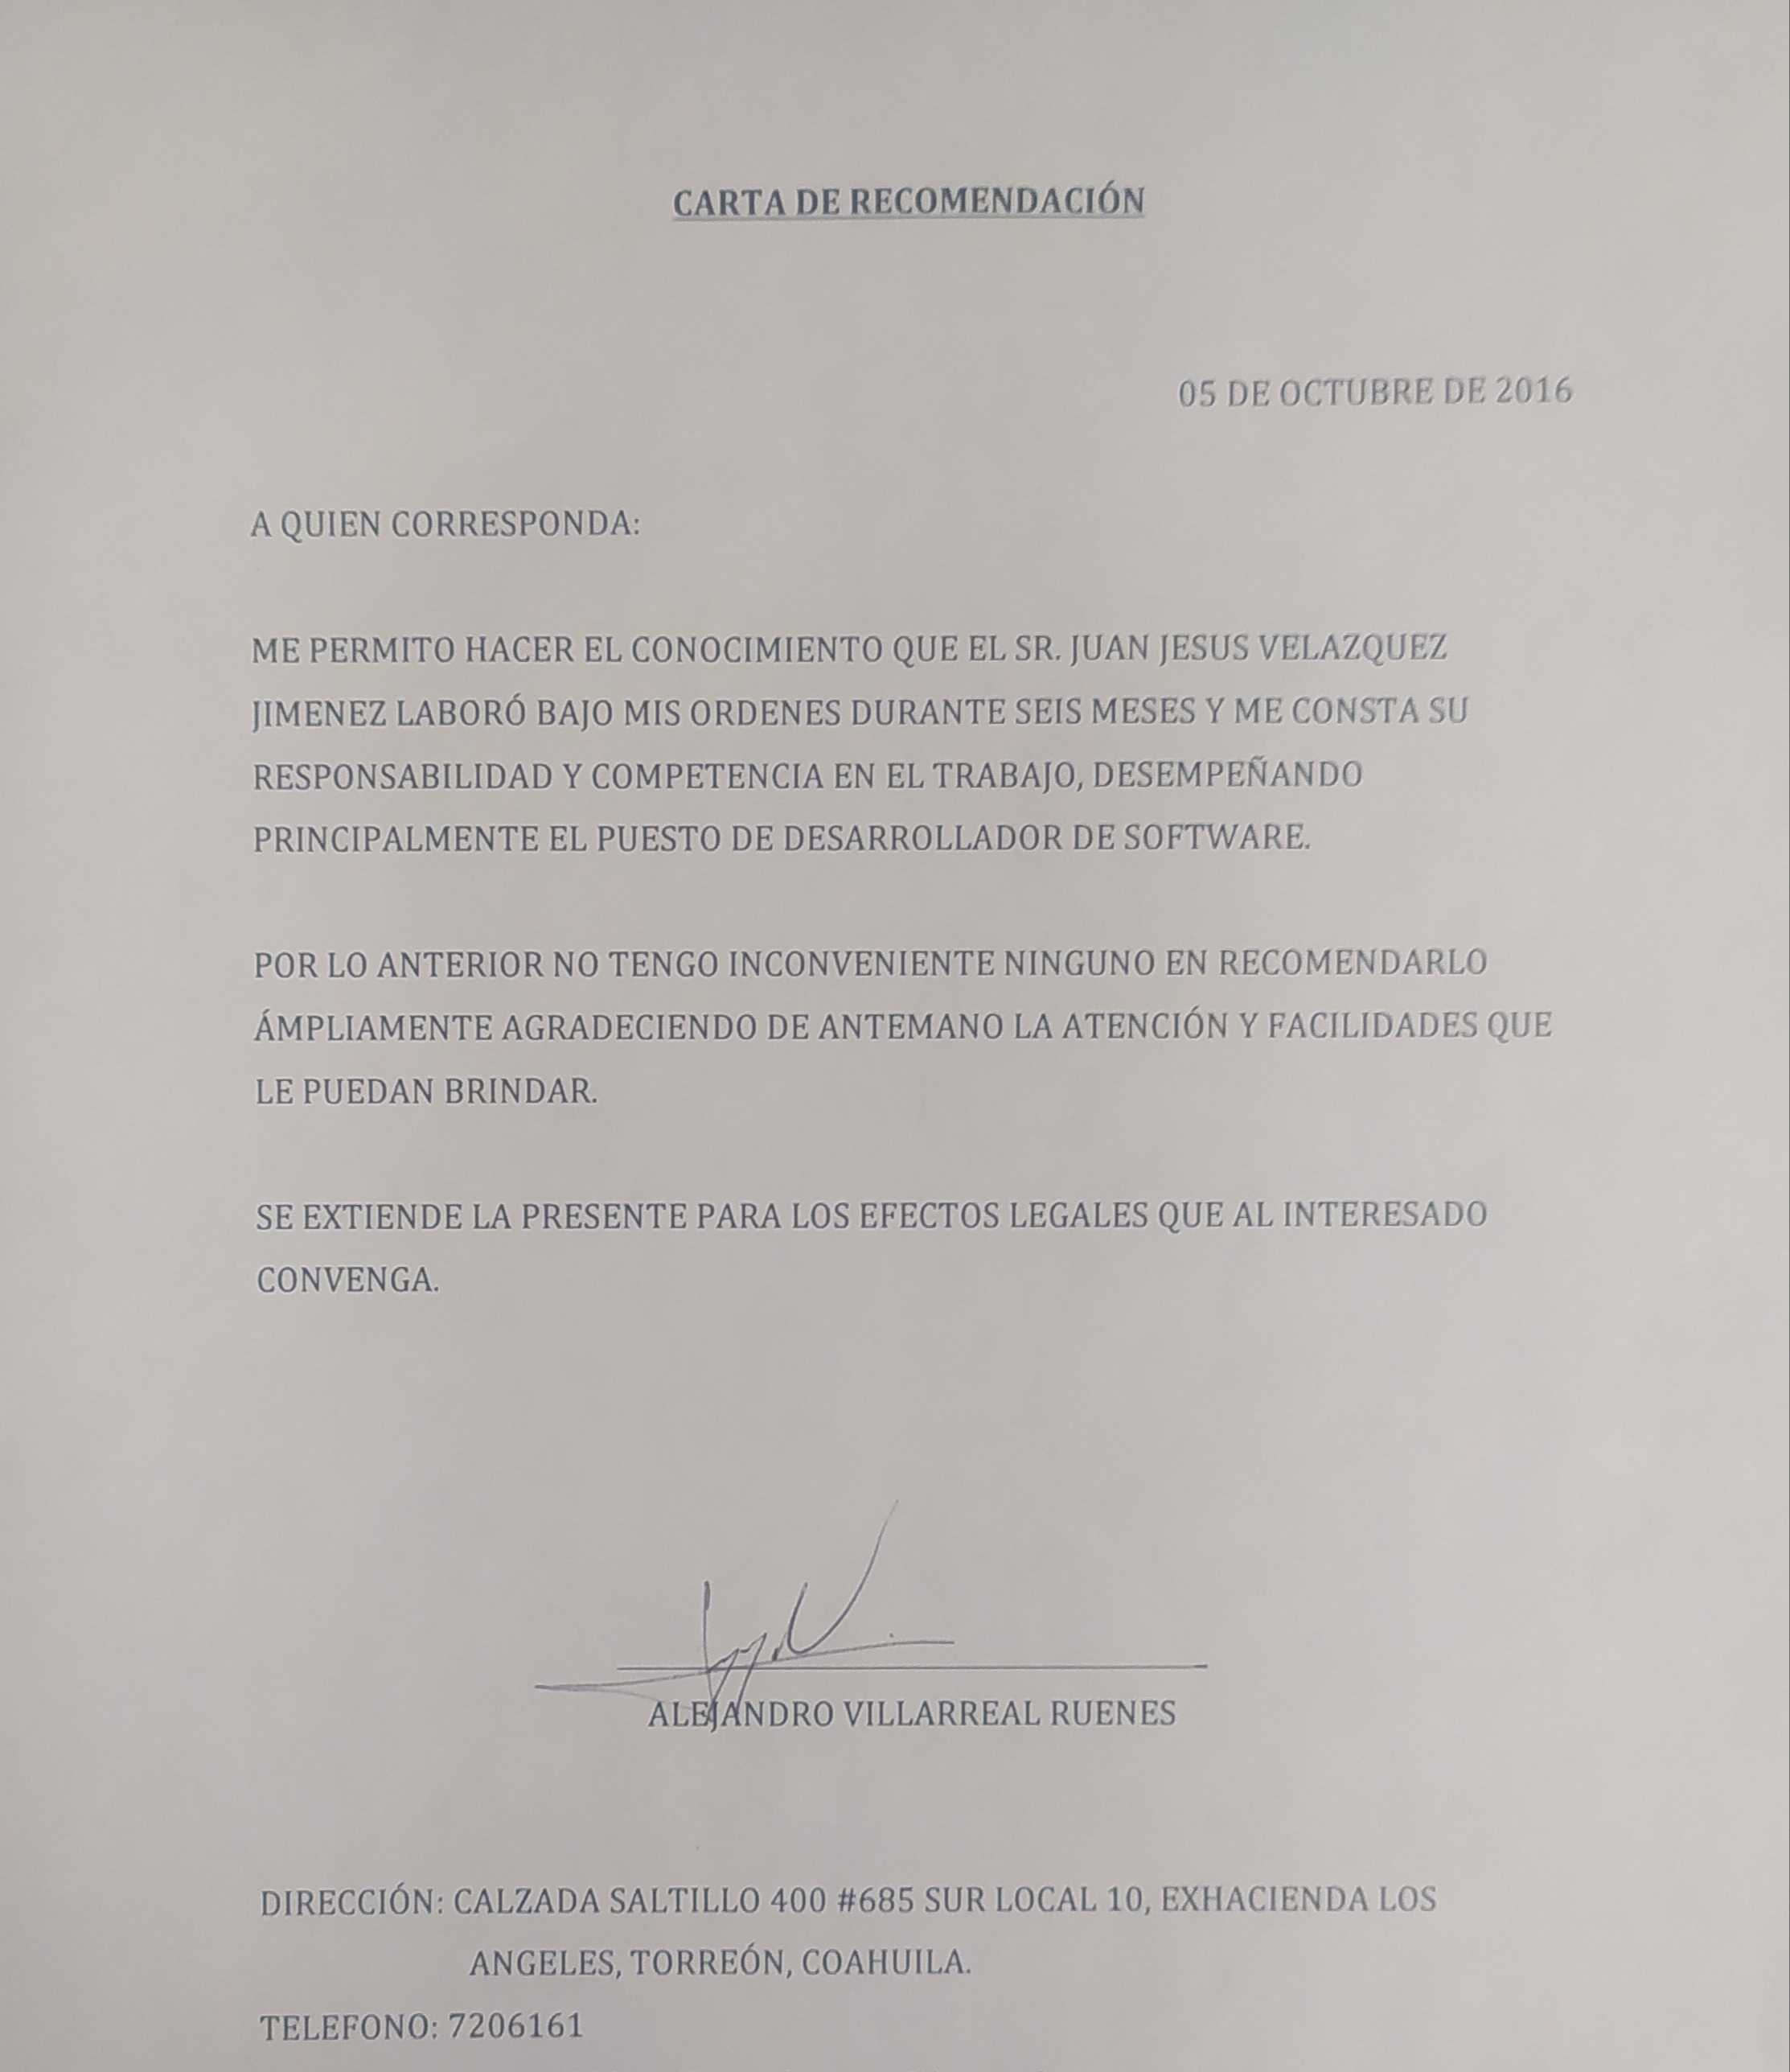 CARTA DE RECOMENDACIÓN
05 DE OCTUBRE DE 2016
A QUIEN CORRESPONDA:
ME PERMITO HACER EL CONOCIMIENTO QUE EL SR. JUAN JESUS VELAZQUEZ
JIMENEZ LABORÓ BAJO MIS ORDENES DURANTE SEIS MESES Y ME CONSTA SU
RESPONSABILIDAD Y COMPETENCIA EN EL TRABAJO, DESEMPEÑANDO
PRINCIPALMENTE EL PUESTO DE DESARROLLADOR DE SOFTWARE.
POR LO ANTERIOR NO TENGO INCONVENIENTE NINGUNO EN RECOMENDARLO
ÁMPLIAMENTE AGRADECIENDO DE ANTEMANO LA ATENCIÓN Y FACILIDADES QUE
LE PUEDAN BRINDAR.
SE EXTIENDE LA PRESENTE PARA LOS EFECTOS LEGALES QUE AL INTERESADO
CONVENGA.
ALEJANDRO VILLARREAL RUENES
DIRECCIÓN: CALZADA SALTILLO 400 #685 SUR LOCAL 10, EXHACIENDA LOS
ANGELES, TORREÓN, COAHUILA.
TELEFONO: 7206161